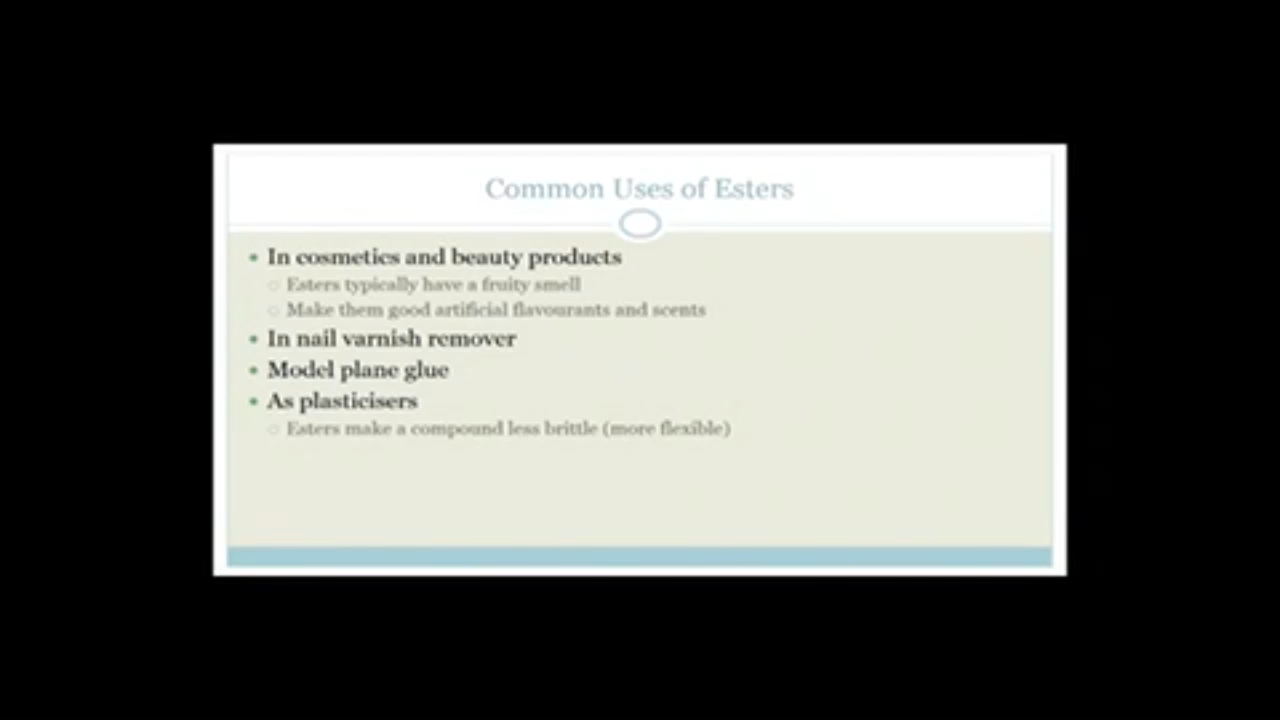 Common Uses of Esters
• In cosmetics and beauty products
○ Esters typically have a fruity smell
○ Make them good artificial flavourants and scents
• In nail varnish remover
• Model plane glue
• As plasticisers
○ Esters make a compound less brittle (more flexible)